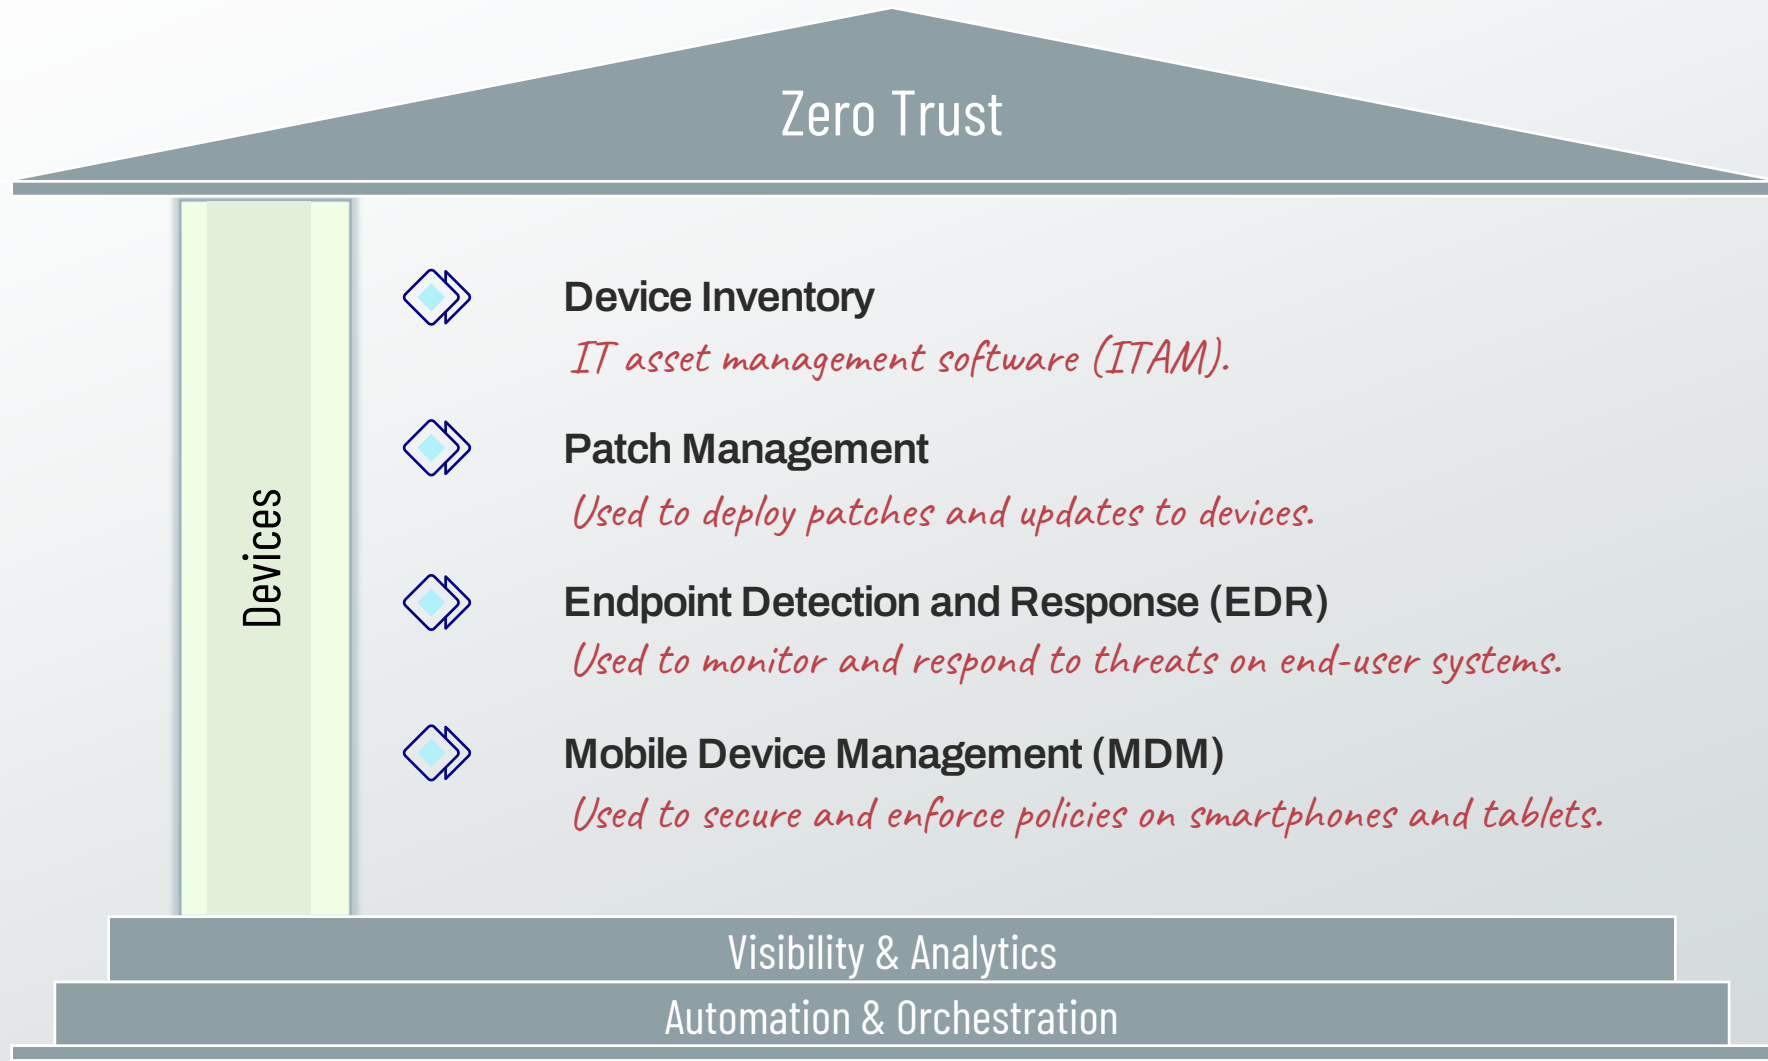 Zero Trust
Devices
Device Inventory
IT asset management software (ITAM).
Patch Management
Used to deploy patches and updates to devices.
Endpoint Detection and Response (EDR)
Used to monitor and respond to threats on end-user systems.
Mobile Device Management (MDM)
Used to secure and enforce policies on smartphones and tablets.
Visibility & Analytics
Automation & Orchestration